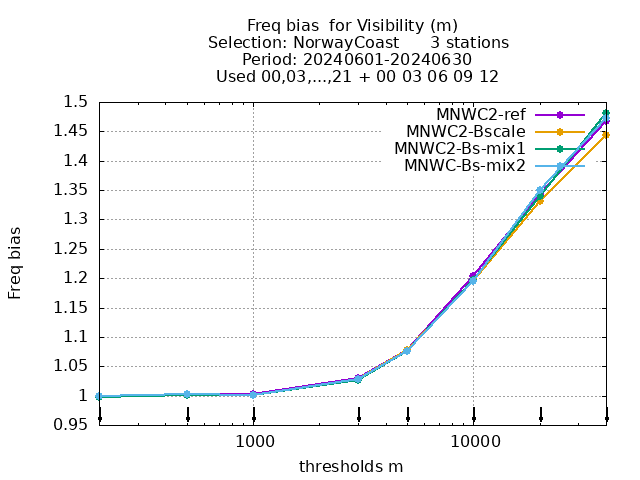 Freq bias  for Visibility (m)
Selection: NorwayCoast      3 stations
Period: 20240601-20240630
Used 00,03,...,21 + 00 03 06 09 12
MNWC2-ref
MNWC2-Bscale
MNWC2-Bs-mix1
MNWC-Bs-mix2
1.5
1.45
1.4
1.35
1.3
1.25
1.2
1.15
1.1
1.05
1
0.95
Freq bias
1000 10000
thresholds m